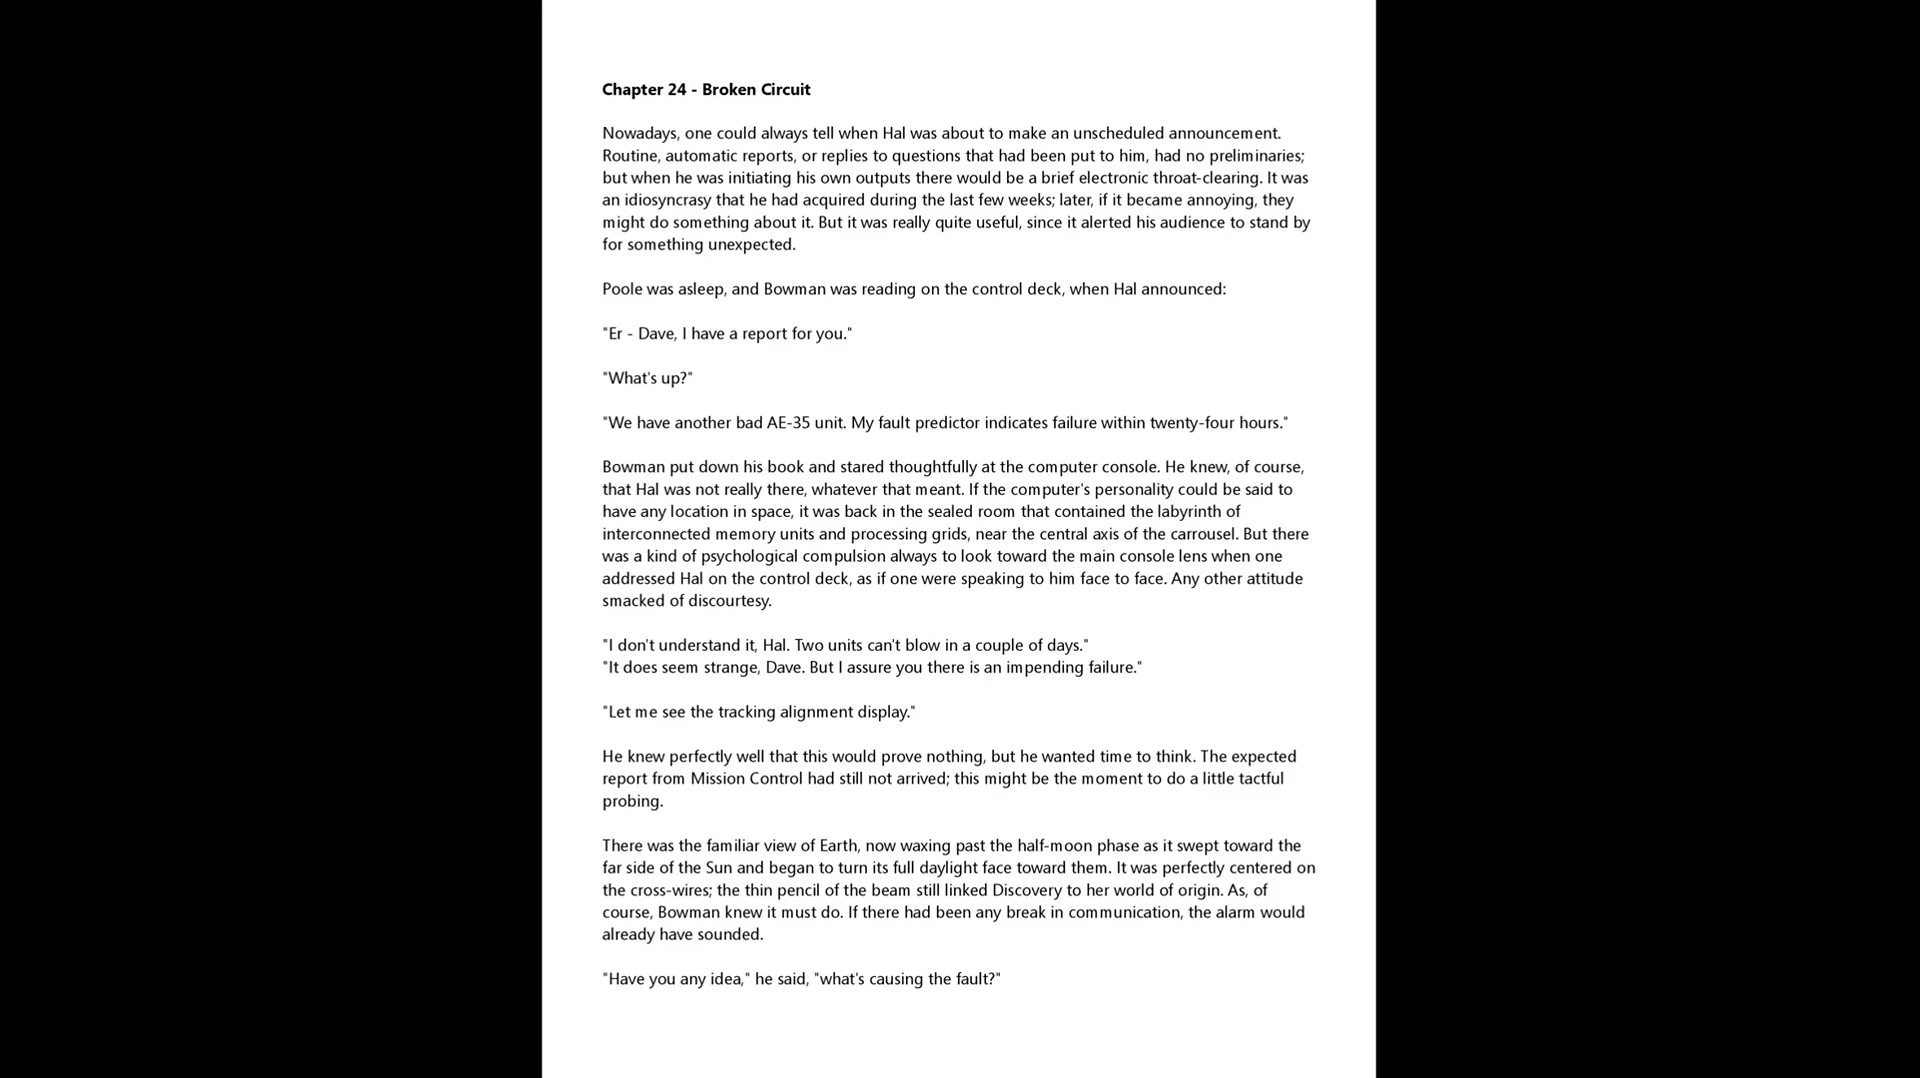 Chapter 24 - Broken Circuit
Nowadays, one could always tell when Hal was about to make an unscheduled announcement.
Routine, automatic reports, or replies to questions that had been put to him, had no preliminaries;
but when he was initiating his own outputs there would be a brief electronic throat-clearing. It was
an idiosyncrasy that he had acquired during the last few weeks; later, if it became annoying, they
might do something about it. But it was really quite useful, since it alerted his audience to stand by
for something unexpected.
Poole was asleep, and Bowman was reading on the control deck, when Hal announced:
"Er - Dave, I have a report for you."
"What's up?"
"We have another bad AE-35 unit. My fault predictor indicates failure within twenty-four hours."
Bowman put down his book and stared thoughtfully at the computer console. He knew, of course,
that Hal was not really there, whatever that meant. If the computer's personality could be said to
have any location in space, it was back in the sealed room that contained the labyrinth of
interconnected memory units and processing grids, near the central axis of the carrousel. But there
was a kind of psychological compulsion always to look toward the main console lens when one
addressed Hal on the control deck, as if one were speaking to him face to face. Any other attitude
smacked of discourtesy.
"I don't understand it, Hal. Two units can't blow in a couple of days."
"It does seem strange, Dave. But I assure you there is an impending failure."
"Let me see the tracking alignment display."
He knew perfectly well that this would prove nothing, but he wanted time to think. The expected
report from Mission Control had still not arrived; this might be the moment to do a little tactful
probing.
There was the familiar view of Earth, now waxing past the half-moon phase as it swept toward the
far side of the Sun and began to turn its full daylight face toward them. It was perfectly centered on
the cross-wires; the thin pencil of the beam still linked Discovery to her world of origin. As, of
course, Bowman knew it must do. If there had been any break in communication, the alarm would
already have sounded.
"Have you any idea," he said, "what's causing the fault?"